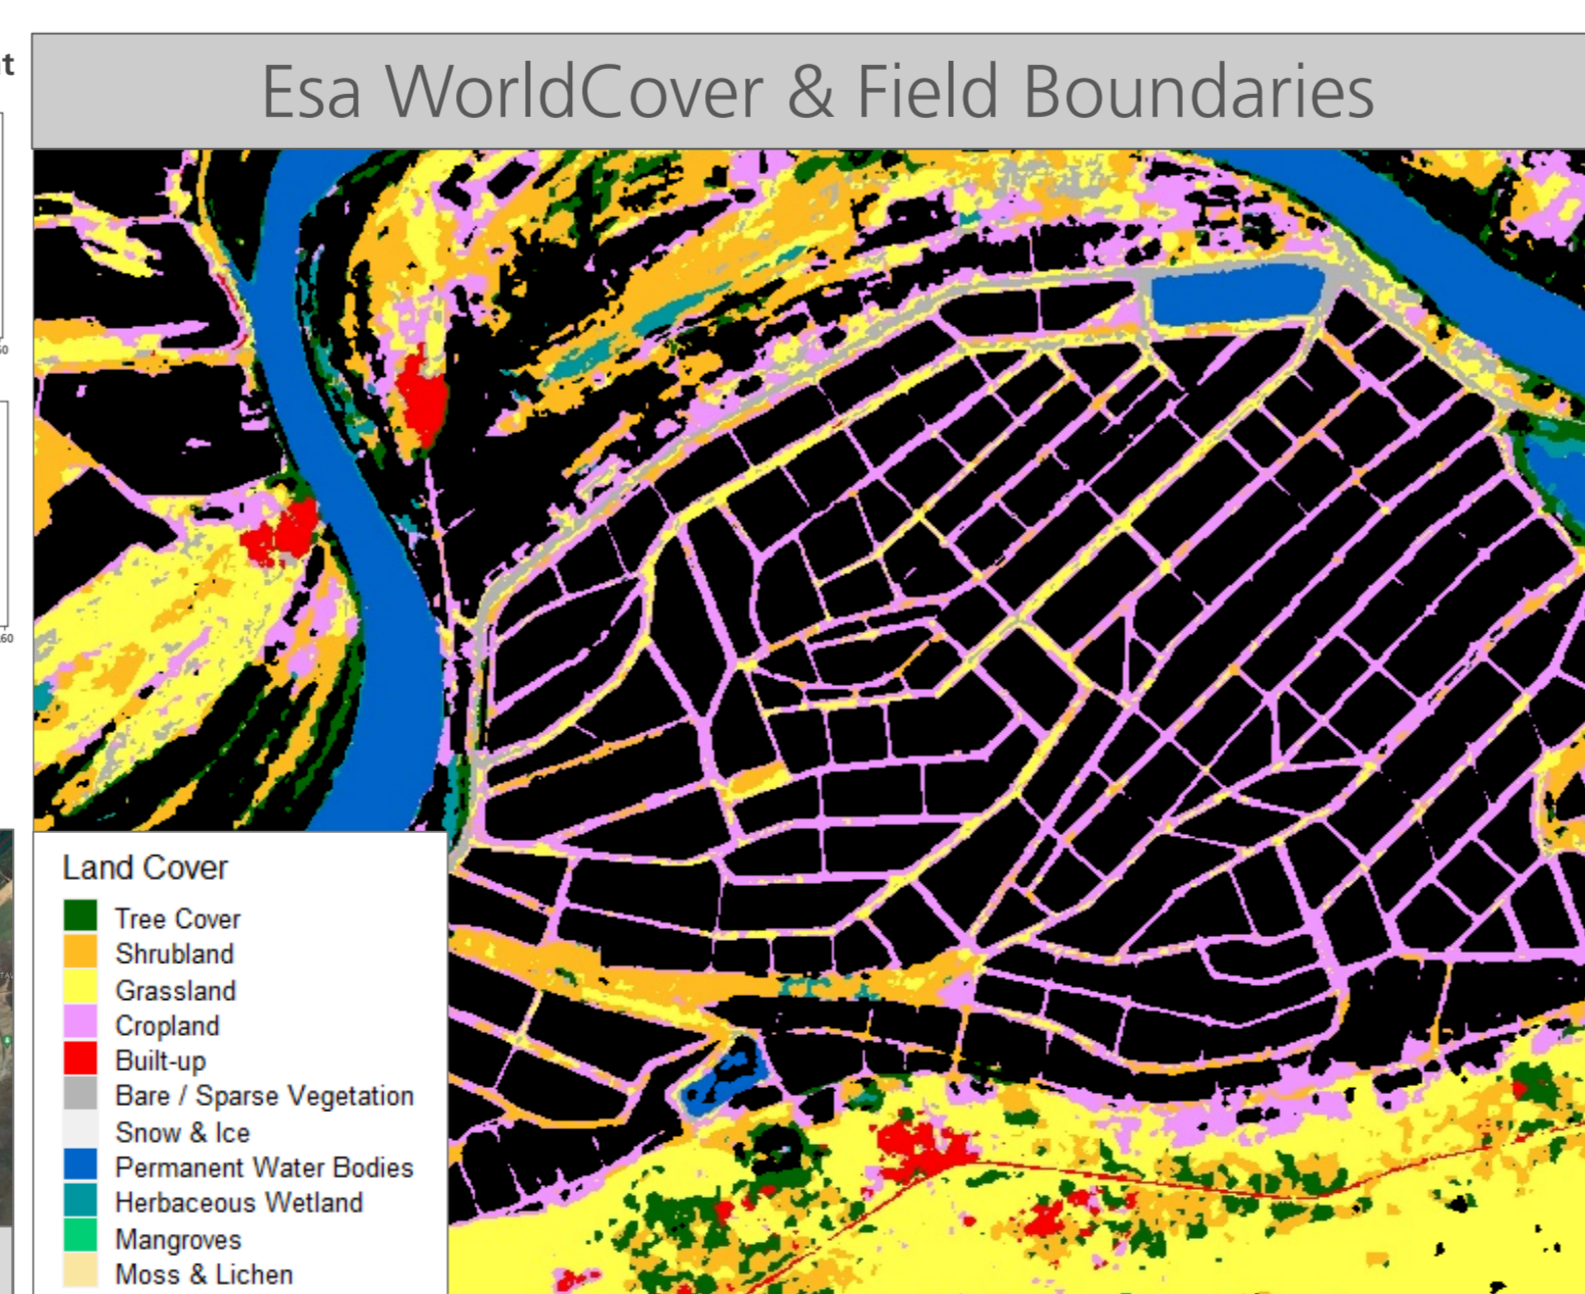 t
Esa WorldCover & Field Boundaries
60
Land Cover
Tree Cover
Shrubland
Grassland
Cropland
Built-up
Bare / Sparse Vegetation
Snow & Ice
Permanent Water Bodies
Herbaceous Wetland
Mangroves
Moss & Lichen